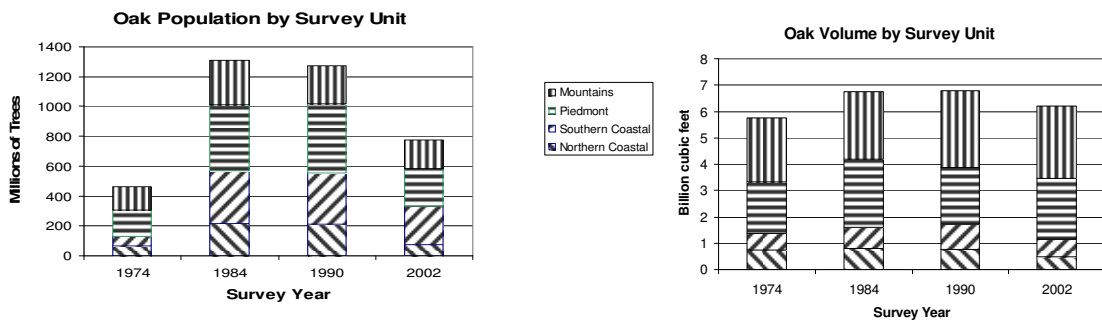 Oak Population by Survey Unit
Millions of Trees
1400
1200
1000
800
600
400
200
0
1974 1984 1990 2002
Survey Year
Mountains
Piedmont
Southern Coastal
Northern Coastal
Oak Volume by Survey Unit
Billion cubic feet
8
7
6
5
4
3
2
1
0
1974 1984 1990 2002
Survey Year